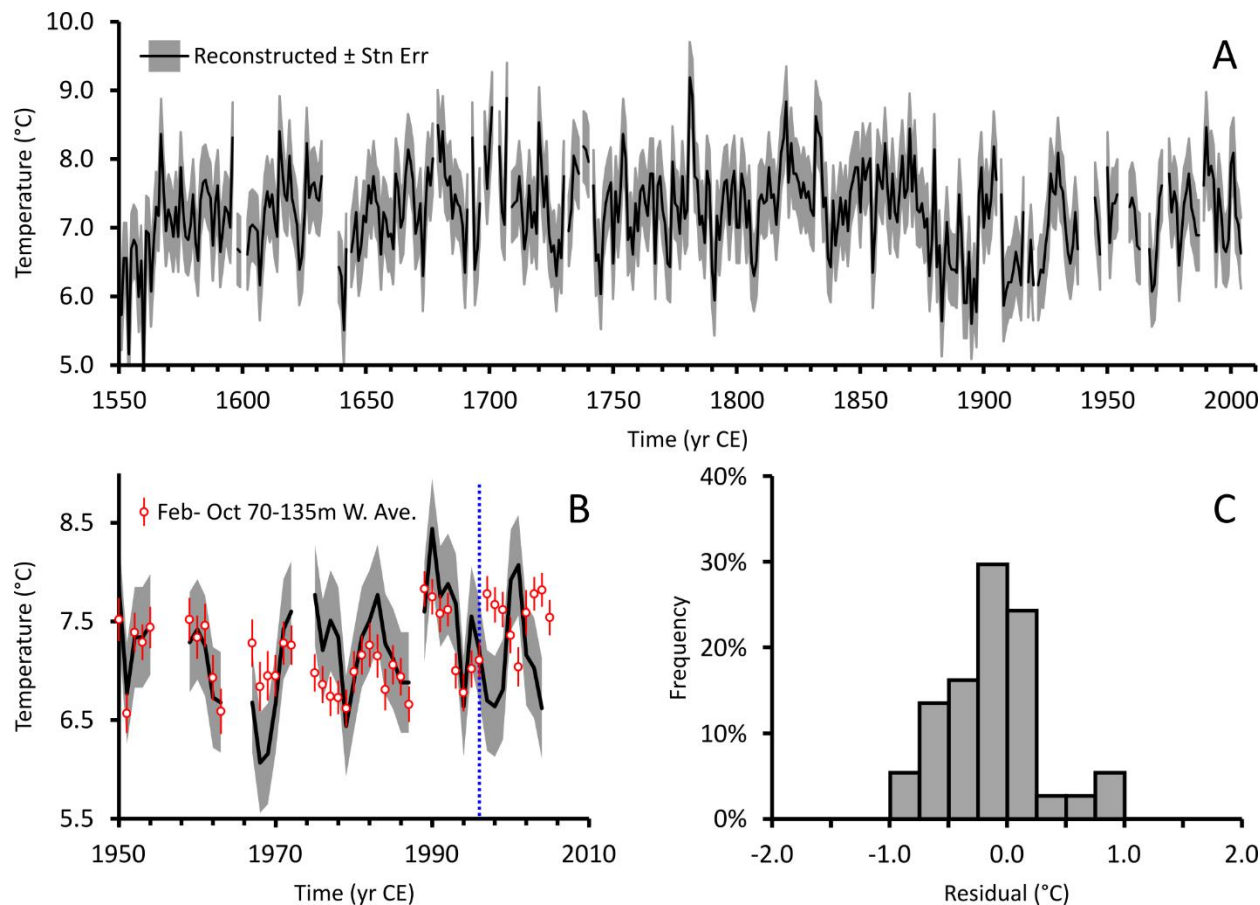 10.0
9.0
8.0
7.0
6.0
5.0
Temperature (°C)
Reconstructed ± Stn Err
A
1550 1600 1650 1700 1750 1800 1850 1900 1950 2000
Time (yr CE)
8.5
7.5
6.5
5.5
Temperature (°C)
Feb- Oct 70-135m W. Ave.
B
1950 1970 1990 2010
Time (yr CE)
40%
30%
20%
10%
0%
Frequency
C
-2.0 -1.0 0.0 1.0 2.0
Residual (°C)